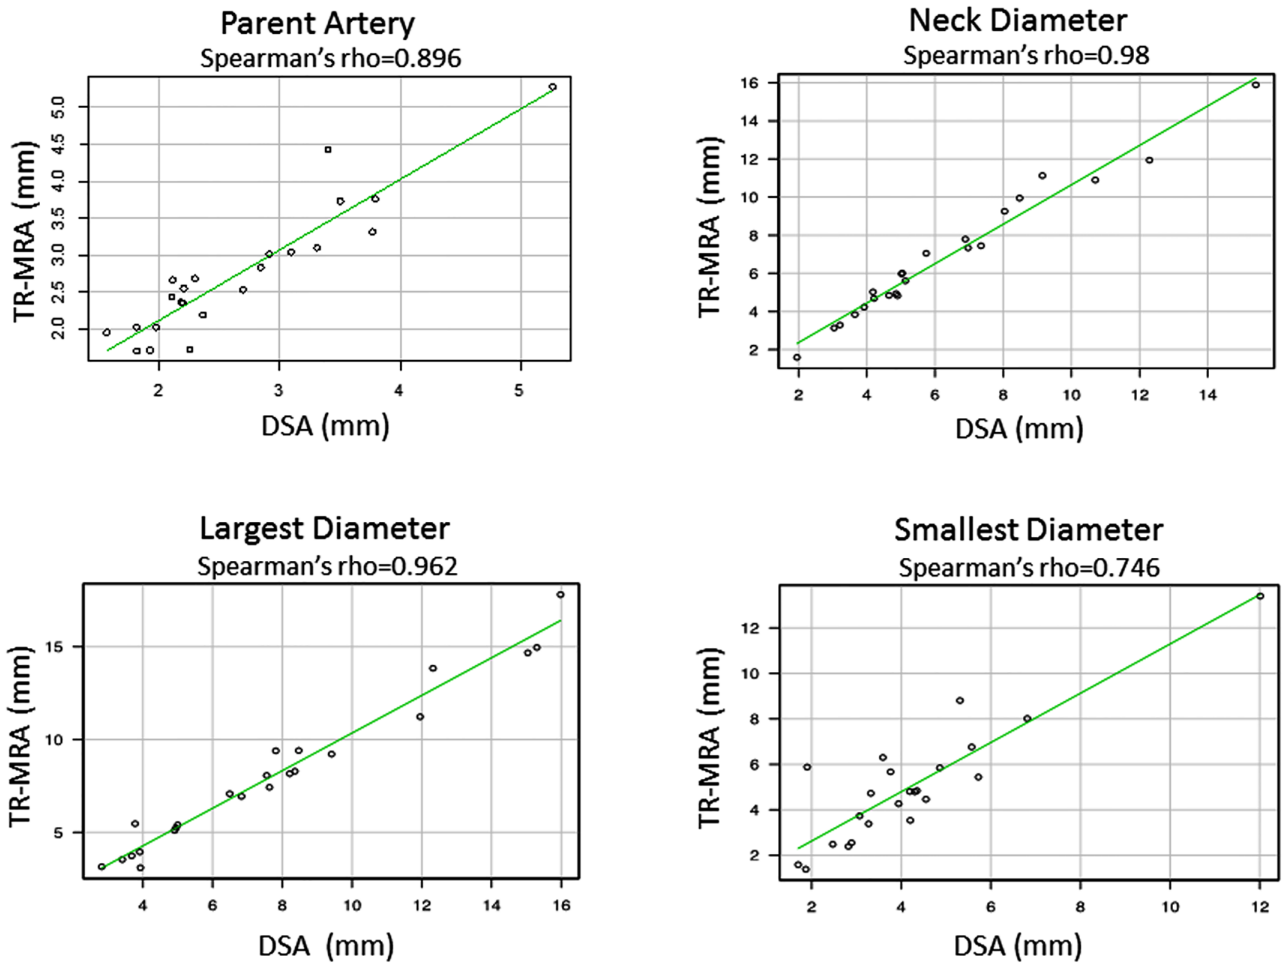 Parent Artery
Spearman's rho=0.896
TR-MRA (mm)
5.0
4.5
4.0
3.5
3.0
2.5
2.0
2 3 4 5
DSA (mm)
Neck Diameter
Spearman's rho=0.98
TR-MRA (mm)
16
14
12
10
8
6
4
2
2 4 6 8 10 12 14
DSA (mm)
Largest Diameter
Spearman's rho=0.962
TR-MRA (mm)
15
10
5
4 6 8 10 12 14 16
DSA (mm)
Smallest Diameter
Spearman's rho=0.746
TR-MRA (mm)
12
10
8
6
4
2
2 4 6 8 10 12
DSA (mm)